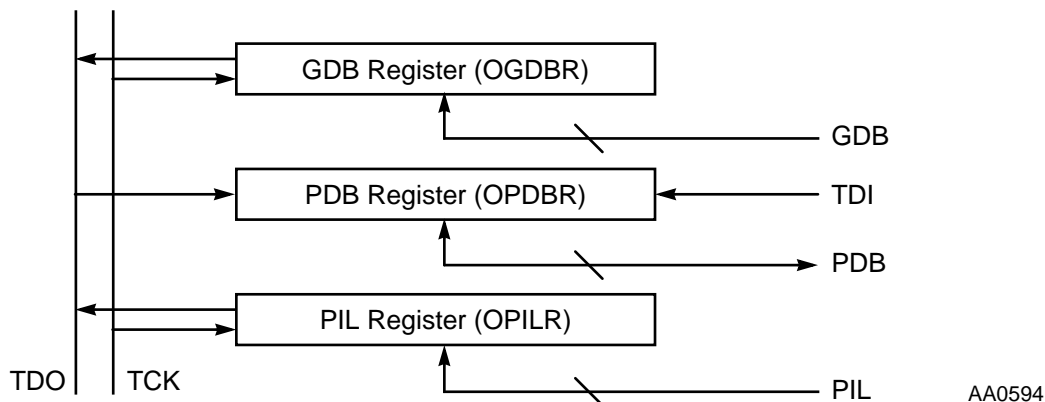 GDB Register (OGDBR)
GDB
PDB Register (OPDBR)
TDI
PDB
PIL Register (OPILR)
TDO
TCK
PIL
AA0594